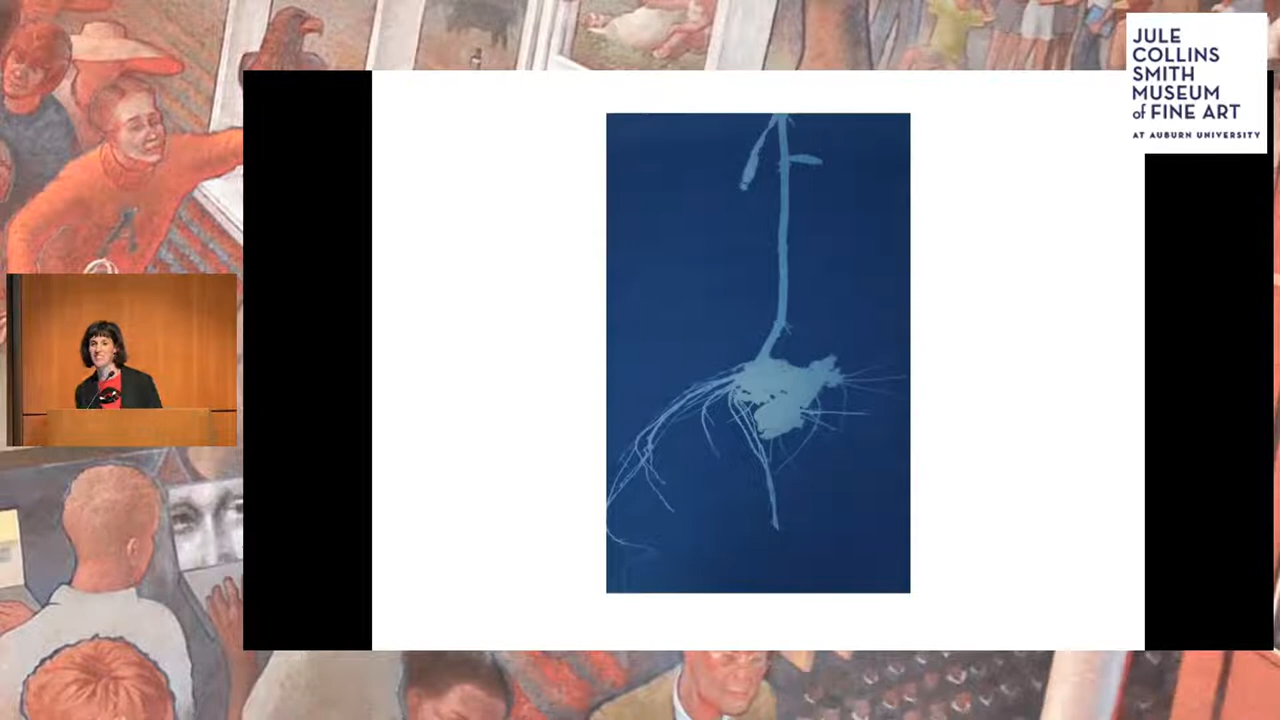 JULE
COLLINS
SMITH
MUSEUM
of FINE ART
AT AUBURN UNIVERSITY
A